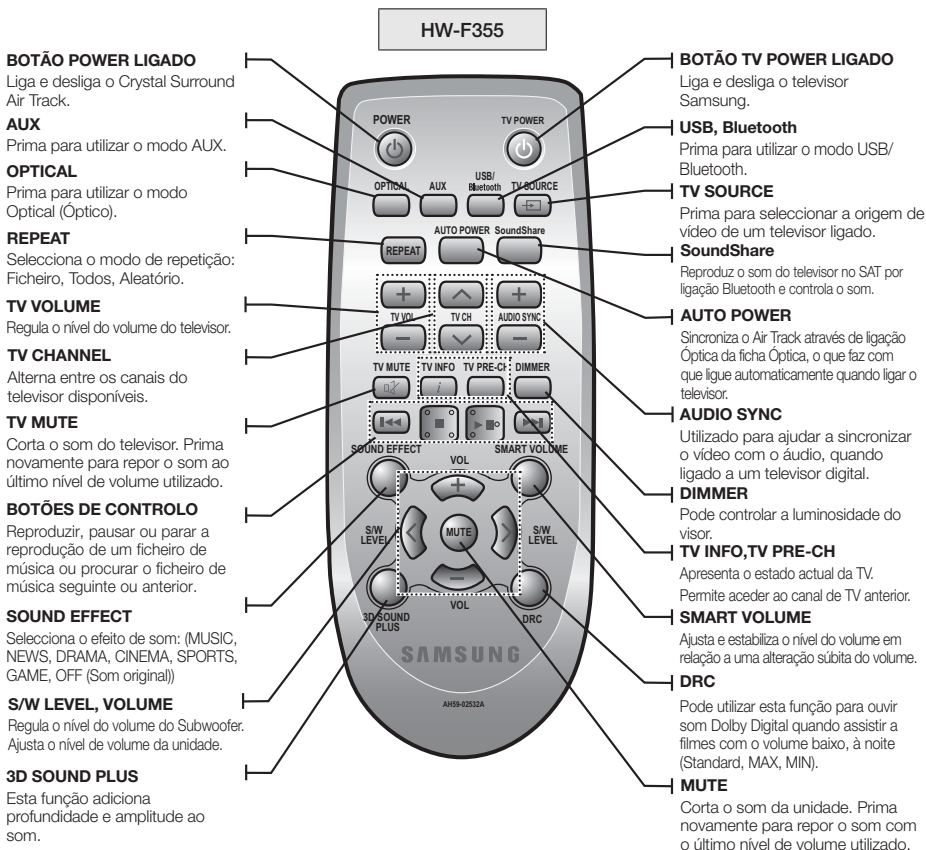 HW-F355
BOTÃO POWER LIGADO
Liga e desliga o Crystal Surround
Air Track.
AUX
Prima para utilizar o modo AUX.
OPTICAL
Prima para utilizar o modo
Optical (Óptico).
REPEAT
Selecciona o modo de repetição:
Ficheiro, Todos, Aleatório.
TV VOLUME
Regula o nível do volume do televisor.
TV CHANNEL
Alterna entre os canais do
televisor disponíveis.
TV MUTE
Corta o som do televisor. Prima
novamente para repor o som ao
último nível de volume utilizado.
BOTÕES DE CONTROLO
Reproduzir, pausar ou parar a
reprodução de um ficheiro de
música ou procurar o ficheiro de
música seguinte ou anterior.
SOUND EFFECT
Selecciona o efeito de som: (MUSIC,
NEWS, DRAMA, CINEMA, SPORTS,
GAME, OFF (Som original))
S/W LEVEL, VOLUME
Regula o nível do volume do Subwoofer.
Ajusta o nível de volume da unidade.
3D SOUND PLUS
Esta função adiciona
profundidade e amplitude ao
som.
POWER TV POWER
OPTICAL AUX USB/
Bluetooth TV SOURCE
REPEAT AUTO POWER SoundShare
TV VOL TV CH AUDIO SYNC
TV MUTE TV INFO TV PRE-CH DIMMER
SOUND EFFECT VOL SMART VOLUME
S/W
LEVEL MUTE S/W
LEVEL
3D SOUND
PLUS VOL DRC
SAMSUNG
AH59-02532A
BOTÃO TV POWER LIGADO
Liga e desliga o televisor
Samsung.
USB, Bluetooth
Prima para utilizar o modo USB/
Bluetooth.
TV SOURCE
Prima para seleccionar a origem de
vídeo de um televisor ligado.
SoundShare
Reproduz o som do televisor no SAT por
ligação Bluetooth e controla o som.
AUTO POWER
Sincroniza o Air Track através de ligação
Óptica da ficha Óptica, o que faz com
que ligue automaticamente quando ligar o
televisor.
AUDIO SYNC
Utilizado para ajudar a sincronizar
o vídeo com o áudio, quando
ligado a um televisor digital.
DIMMER
Pode controlar a luminosidade do
visor.
TV INFO,TV PRE-CH
Apresenta o estado actual da TV.
Permite aceder ao canal de TV anterior.
SMART VOLUME
Ajusta e estabiliza o nível do volume em
relação a uma alteração súbita do volume.
DRC
Pode utilizar esta função para ouvir
som Dolby Digital quando assistir a
filmes com o volume baixo, à noite
(Standard, MAX, MIN).
MUTE
Corta o som da unidade. Prima
novamente para repor o som com
o último nível de volume utilizado.